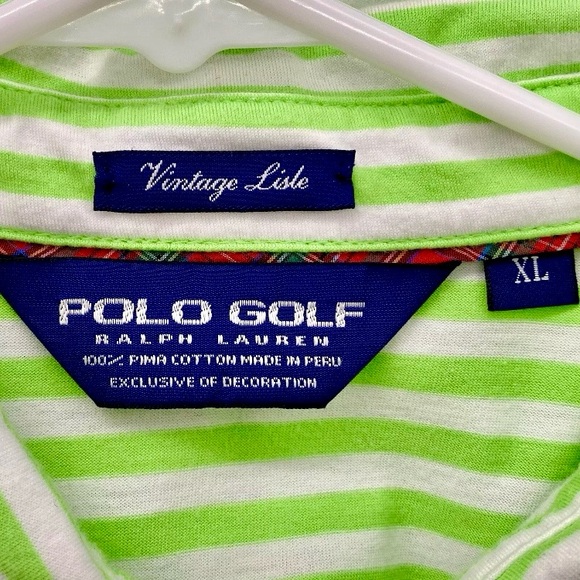 Vintage Lisle
XL
POLO GOLF
RALPH LAUREN
100% PIMA COTTON MADE IN PERU
EXCLUSIVE OF DECORATION